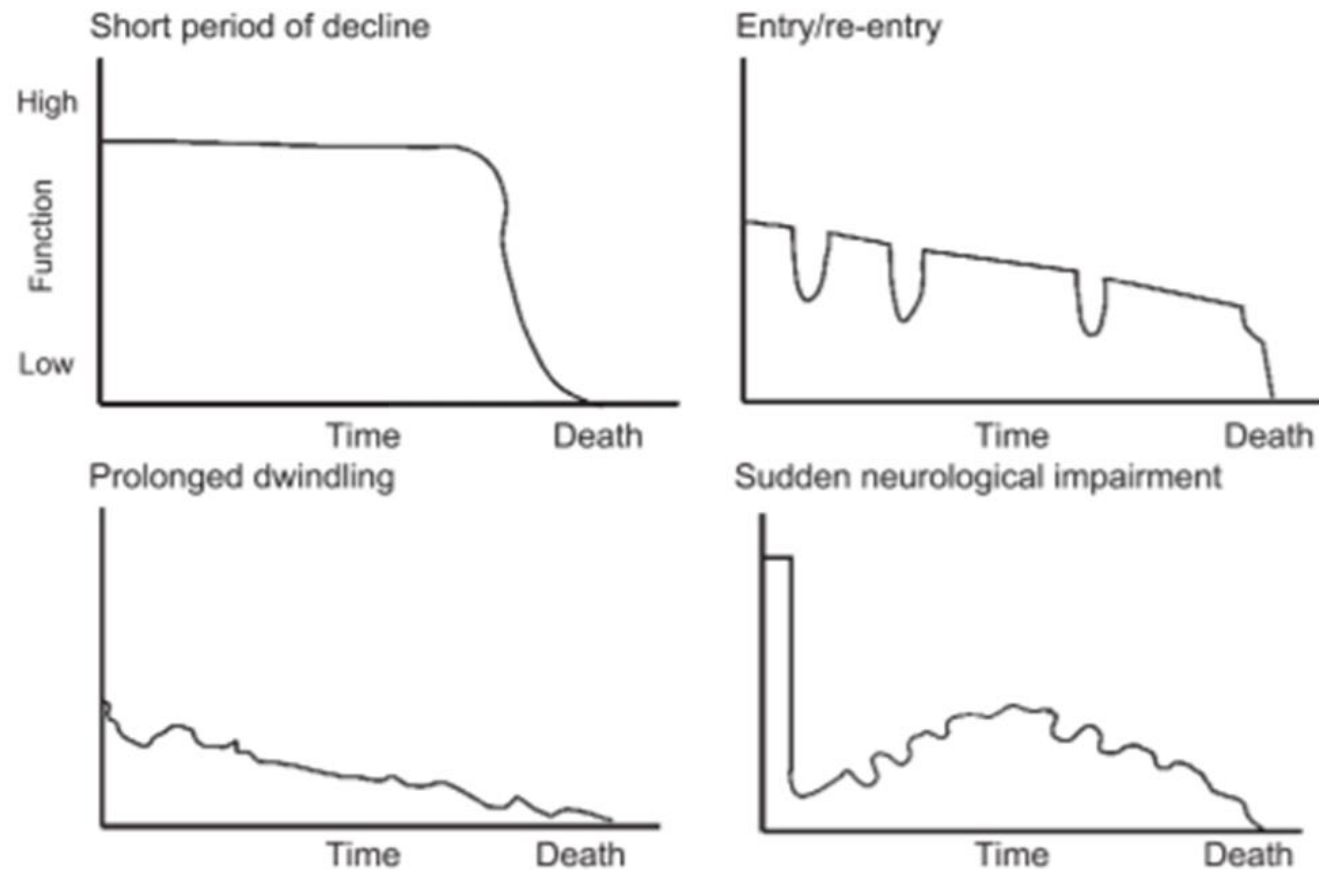 Short period of decline
High
Function
Low
Time
Death
Entry/re-entry
Time
Death
Prolonged dwindling
Time
Death
Sudden neurological impairment
Time
Death